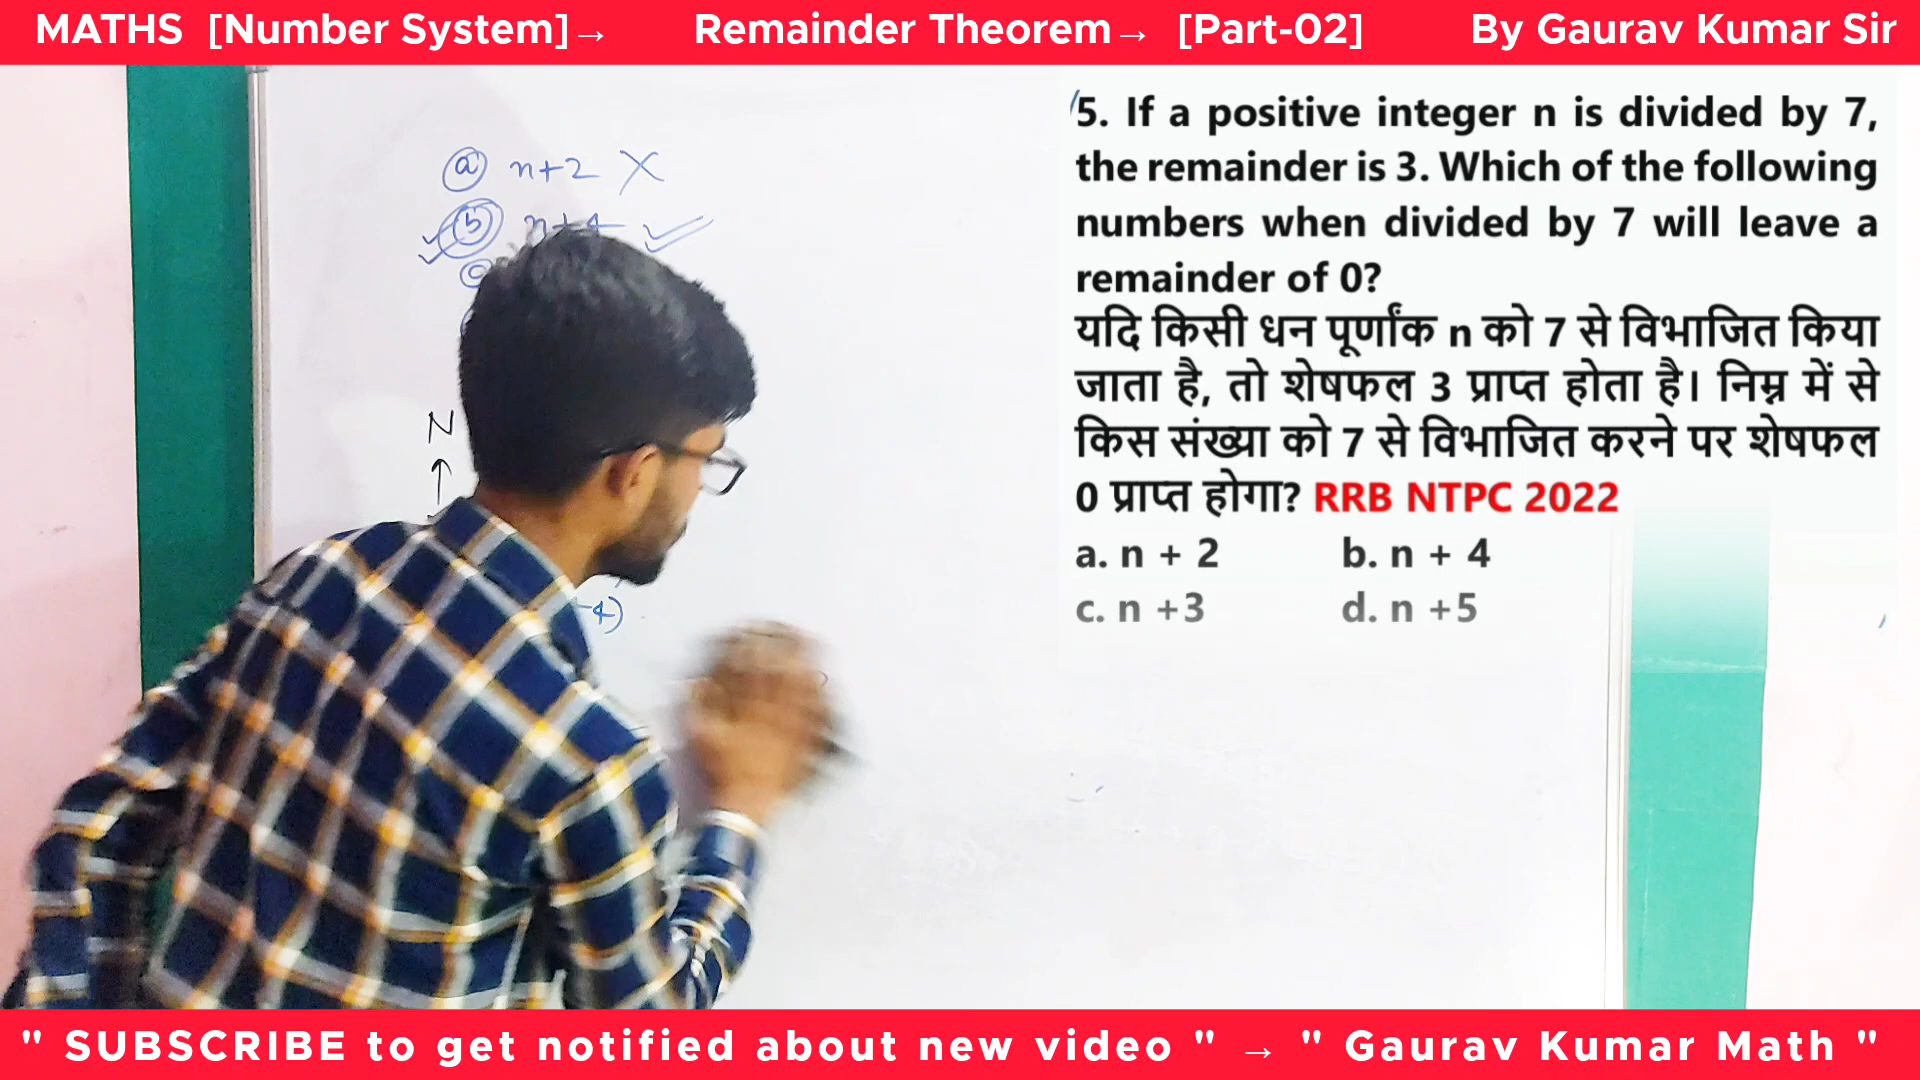 MATHS [Number System]→ Remainder Theorem→ [Part-02] By Gaurav Kumar Sir
5. If a positive integer n is divided by 7,
the remainder is 3. Which of the following
numbers when divided by 7 will leave a
remainder of 0?
यदि किसी धन पूर्णांक n को 7 से विभाजित किया
जाता है, तो शेषफल 3 प्राप्त होता है। निम्न में से
किस संख्या को 7 से विभाजित करने पर शेषफल
0 प्राप्त होगा? RRB NTPC 2022
a. n + 2 b. n + 4
c. n +3 d. n +5
ⓐ n+2 ✗
✓ ⓑ n+4 ✓
ⓒ
N
↑
4)
" SUBSCRIBE to get notified about new video " → " Gaurav Kumar Math "